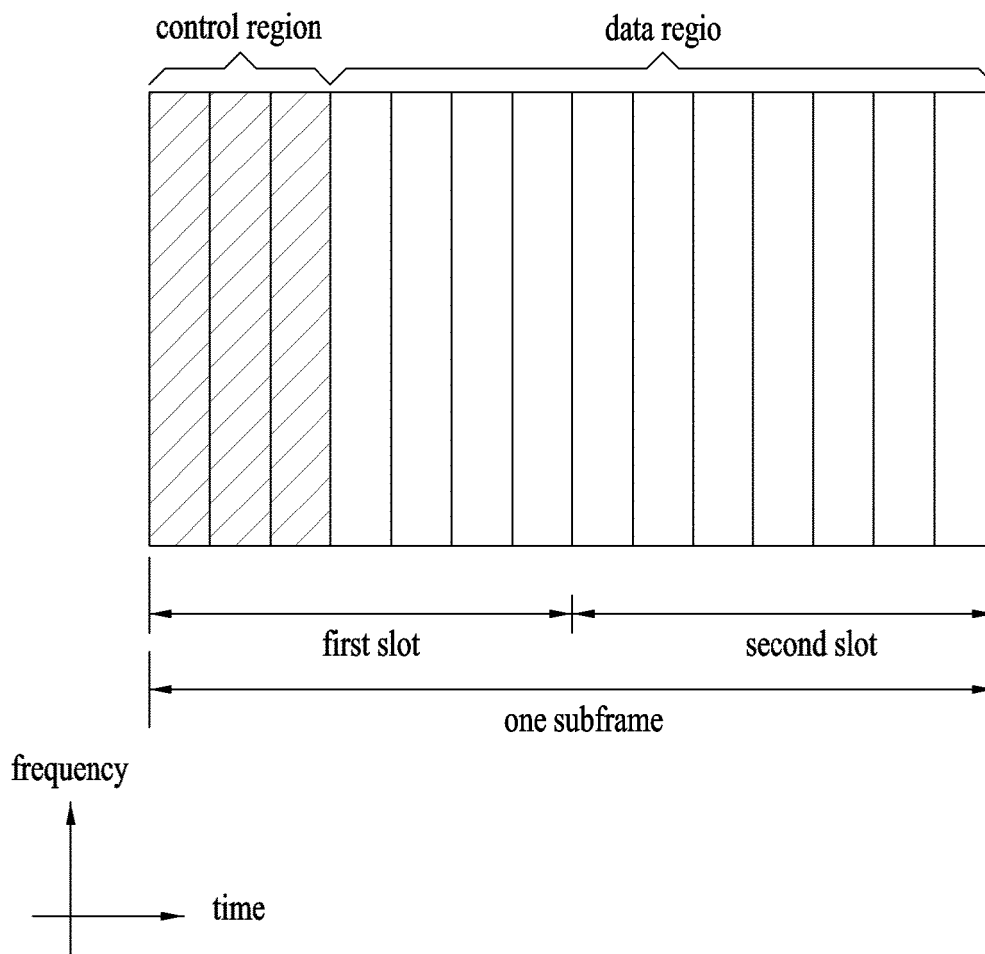 control region
data regio
first slot
second slot
one subframe
frequency
time